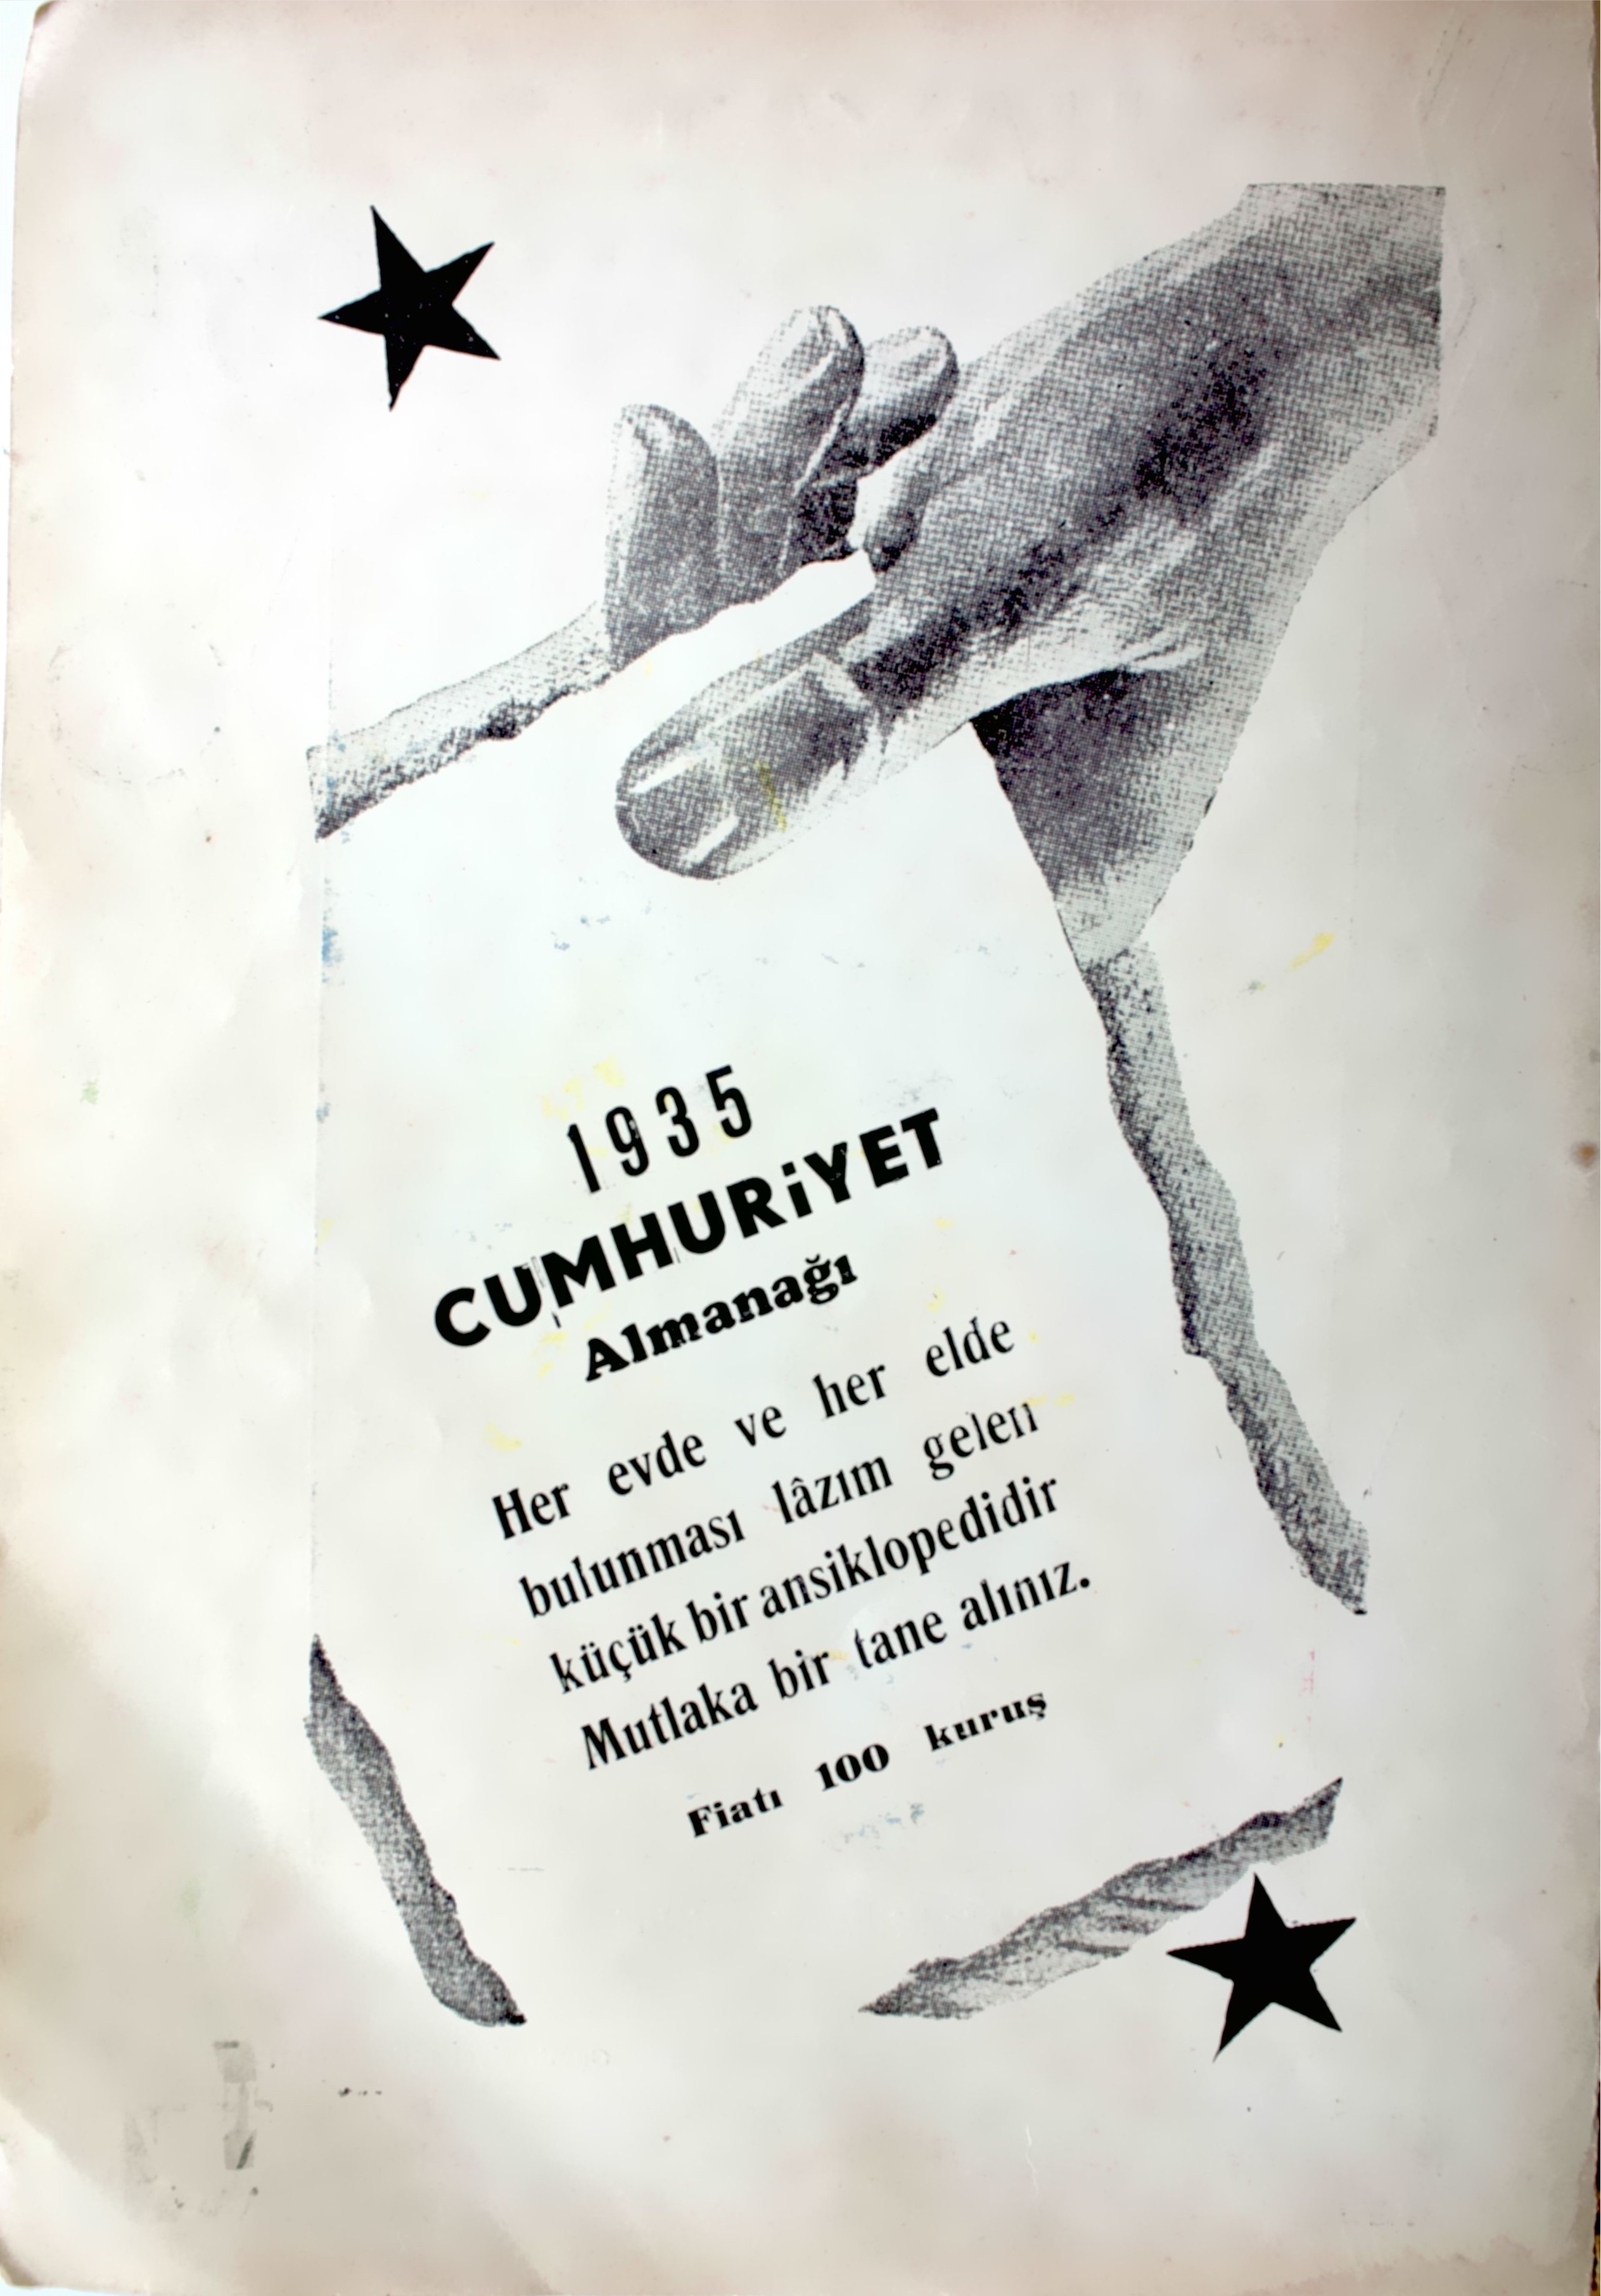 1935
CUMHURiYET
Almanağı
Her evde ve her elde
bulunması lâzım gelen
küçük bir ansiklopedidir
Mutlaka bir tane alınız.
Fiatı 100 kuruş